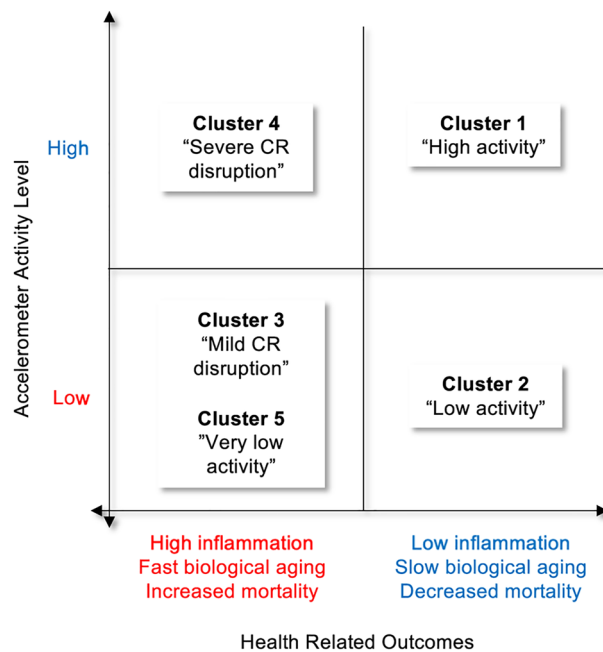 Accelerometer Activity Level
High
Low
Cluster 4
“Severe CR
disruption”
Cluster 1
“High activity”
Cluster 3
“Mild CR
disruption”
Cluster 5
”Very low
activity”
Cluster 2
“Low activity”
High inflammation
Fast biological aging
Increased mortality
Low inflammation
Slow biological aging
Decreased mortality
Health Related Outcomes